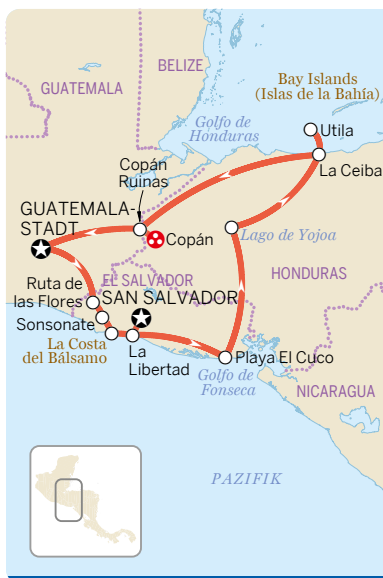 BELIZE
GUATEMALA
Bay Islands
(Islas de la Bahía)
Golfo de
Honduras
Utila
Copán
Ruinas
La Ceiba
GUATEMALA-
STADT
Copán
Lago de Yojoa
Ruta de
las Flores
EL SALVADOR
HONDURAS
SAN SALVADOR
Sonsonate
La Costa
del Bálsamo
La
Libertad
Playa El Cuco
Golfo de
Fonseca
NICARAGUA
PAZIFIK